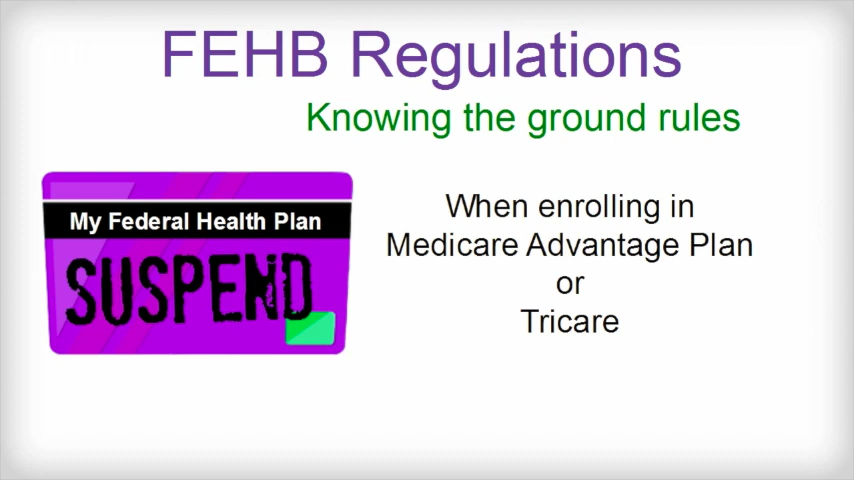 FEHB Regulations
Knowing the ground rules
My Federal Health Plan
SUSPEND
When enrolling in
Medicare Advantage Plan
or
Tricare